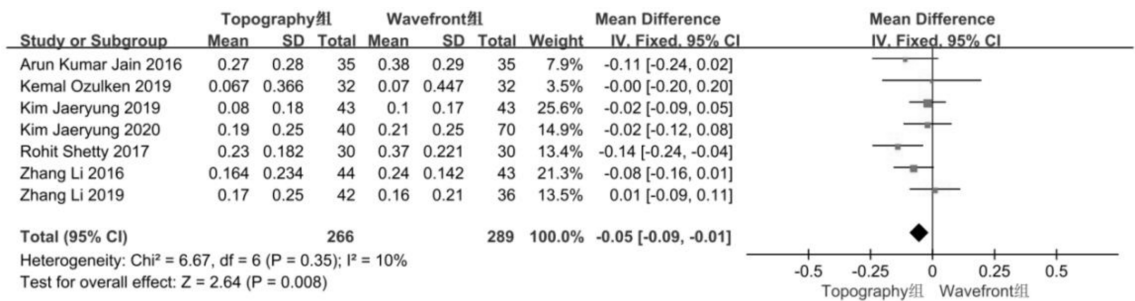 Topography组 Wavefront组 Mean Difference Mean Difference
Study or Subgroup Mean SD Total Mean SD Total Weight IV, Fixed, 95% CI IV, Fixed, 95% CI
Arun Kumar Jain 2016 0.27 0.28 35 0.38 0.29 35 7.9% -0.11 [-0.24, 0.02]
Kemal Ozulken 2019 0.067 0.366 32 0.07 0.447 32 3.5% -0.00 [-0.20, 0.20]
Kim Jaeryung 2019 0.08 0.18 43 0.1 0.17 43 25.6% -0.02 [-0.09, 0.05]
Kim Jaeryung 2020 0.19 0.25 40 0.21 0.25 70 14.9% -0.02 [-0.12, 0.08]
Rohit Shetty 2017 0.23 0.182 30 0.37 0.221 30 13.4% -0.14 [-0.24, -0.04]
Zhang Li 2016 0.164 0.234 44 0.24 0.142 43 21.3% -0.08 [-0.16, 0.01]
Zhang Li 2019 0.17 0.25 42 0.16 0.21 36 13.5% 0.01 [-0.09, 0.11]
Total (95% CI) 266 289 100.0% -0.05 [-0.09, -0.01]
Heterogeneity: Chi² = 6.67, df = 6 (P = 0.35); I² = 10%
Test for overall effect: Z = 2.64 (P = 0.008)
-0.5 -0.25 0 0.25 0.5
Topography组 Wavefront组